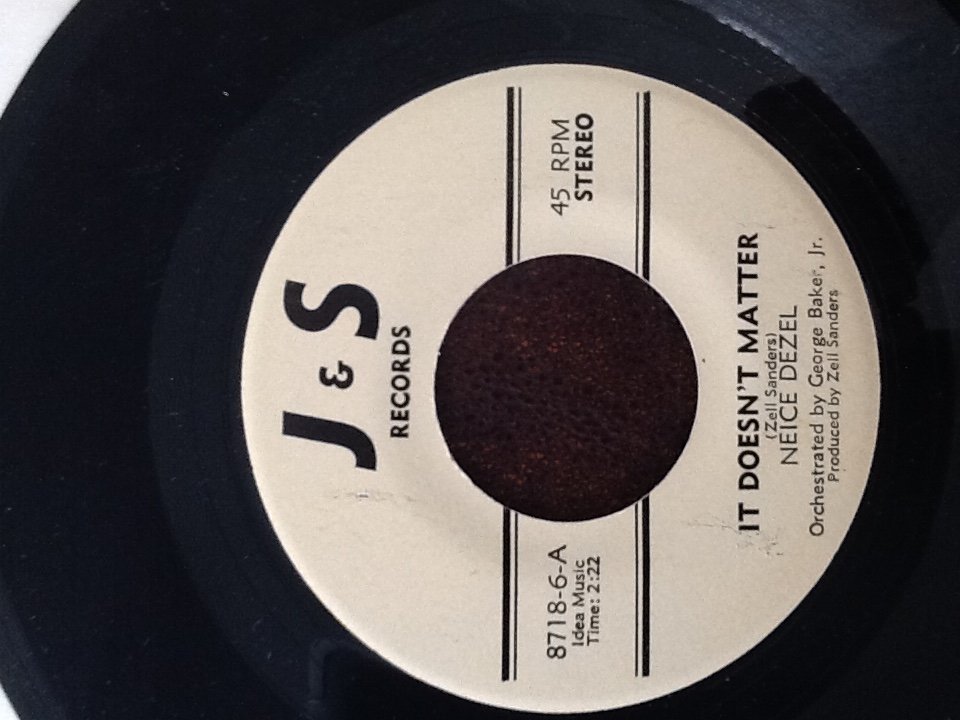 J & S
RECORDS
8718-6-A
Idea Music
Time: 2:22
45 RPM
STEREO
IT DOESN'T MATTER
(Zell Sanders)
NEICE DEZEL
Orchestrated by George Baker, Jr.
Produced by Zell Sanders